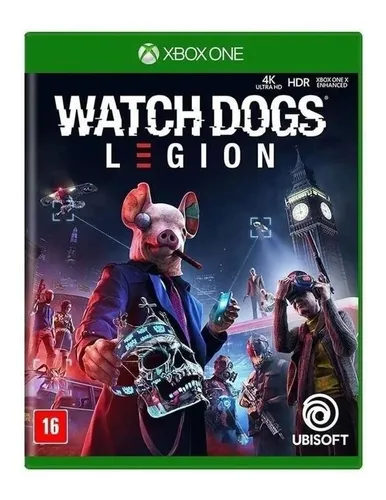 XBOX ONE
4K
ULTRA HD
HDR
XBOX ONE X
ENHANCED
WATCH DOGS
LEGION
16
UBISOFT